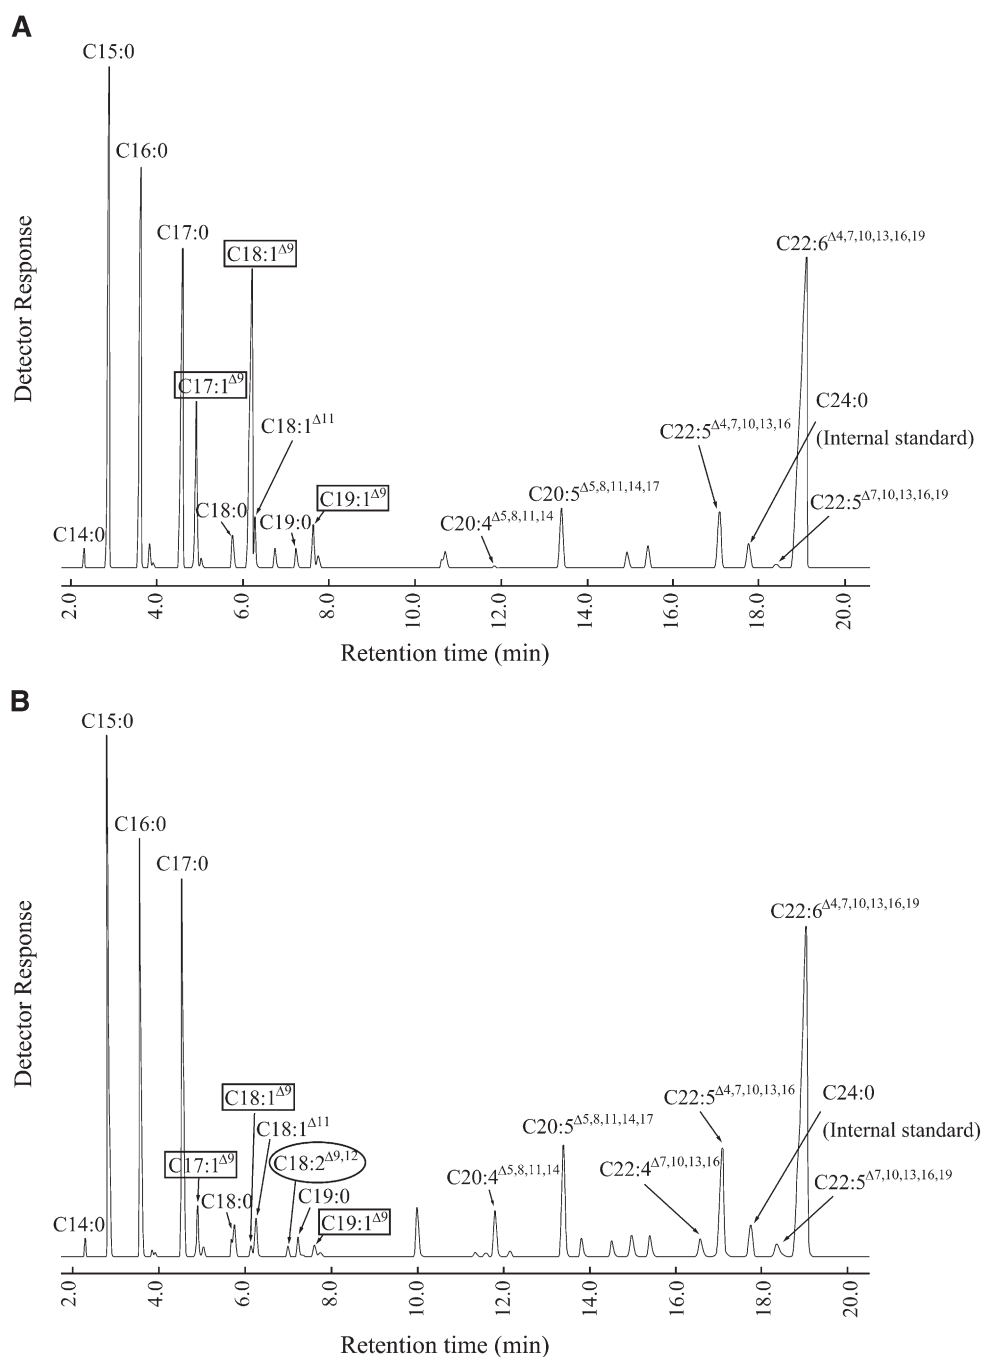 A
C15:0
C16:0
C17:0
C18:1Δ9
C22:6Δ4,7,10,13,16,19
Detector Response
C17:1Δ9
C18:1Δ11
C24:0
(Internal standard)
C22:5Δ4,7,10,13,16
C19:1Δ9
C20:5Δ5,8,11,14,17
C22:5Δ7,10,13,16,19
C18:0
C19:0
C20:4Δ5,8,11,14
C14:0
2.0 4.0 6.0 8.0 10.0 12.0 14.0 16.0 18.0 20.0
Retention time (min)
B
C15:0
C16:0
C17:0
C22:6Δ4,7,10,13,16,19
Detector Response
C18:1Δ9
C22:5Δ4,7,10,13,16
C24:0
(Internal standard)
C18:1Δ11
C20:5Δ5,8,11,14,17
C17:1Δ9
C18:2Δ9,12
C20:4Δ5,8,11,14
C22:4Δ7,10,13,16
C22:5Δ7,10,13,16,19
C18:0
C19:0
C14:0
C19:1Δ9
2.0 4.0 6.0 8.0 10.0 12.0 14.0 16.0 18.0 20.0
Retention time (min)